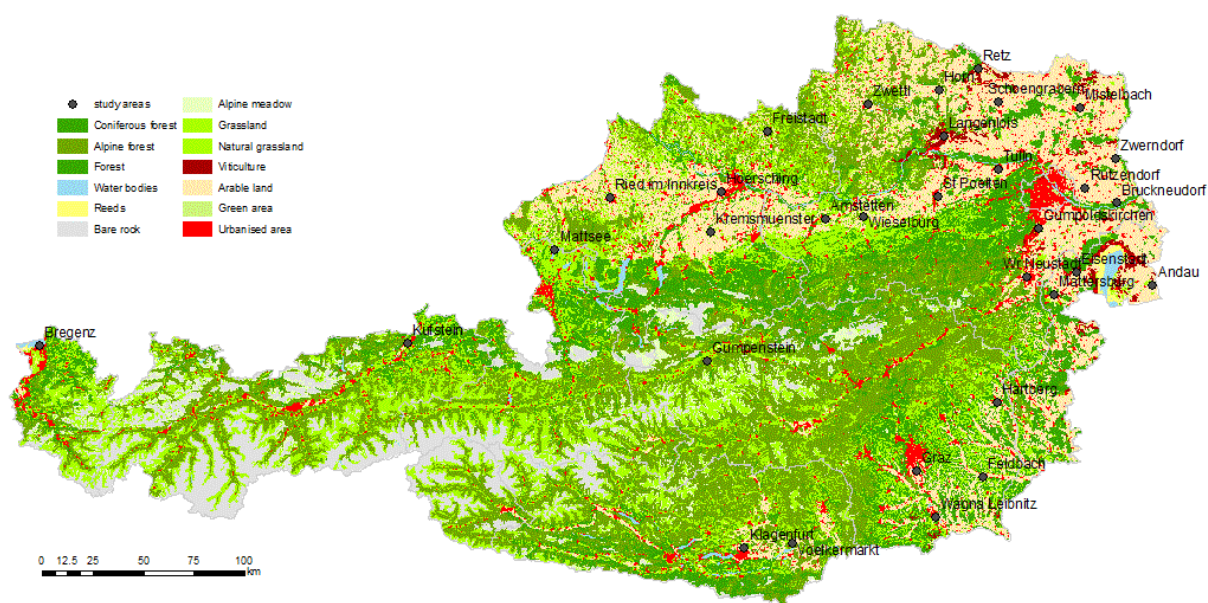 study areas
Coniferous forest
Alpine forest
Forest
Water bodies
Reeds
Bare rock
Alpine meadow
Grassland
Natural grassland
Viticulture
Arable land
Green area
Urbanised area
Retz
Horn
Schoengrabern
Mistelbach
Zwettl
Langenlois
Freistadt
Zwerndorf
Tulln
Rutzendorf
Bruckneudorf
Ried im Innkreis
Hoersching
St Poelten
Amstetten
Wieselburg
Kremsmuenster
Gumpoldskirchen
Mattsee
Eisenstadt
Wr.Neustadt
Andau
Mattersburg
Bregenz
Kufstein
Gumpenstein
Hartberg
Graz
Feldbach
Wagna Leibnitz
Klagenfurt
Voelkermarkt
0 12.5 25 50 75 100
km